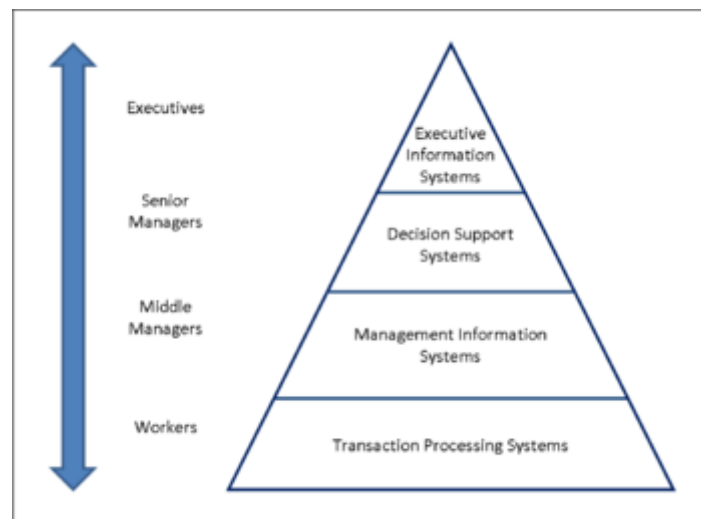 Executives
Senior
Managers
Middle
Managers
Workers
Executive
Information
Systems
Decision Support
Systems
Management Information
Systems
Transaction Processing Systems